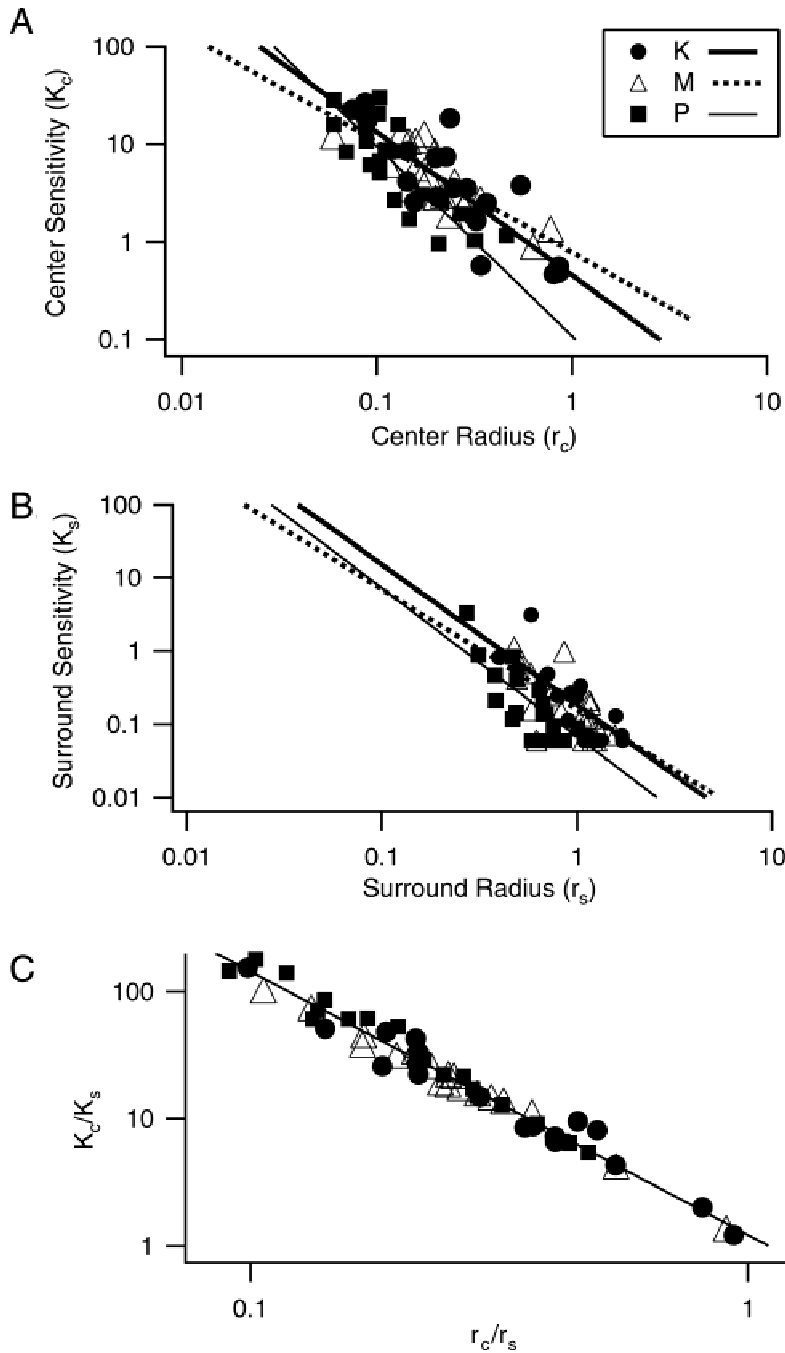 A
Center Sensitivity (Kc)
100
10
1
0.1
0.01
0.1
1
10
Center Radius (rc)
K
M
P
B
Surround Sensitivity (Ks)
100
10
1
0.1
0.01
0.01
0.1
1
10
Surround Radius (rs)
C
Kc/Ks
100
10
1
0.1
1
rc/rs